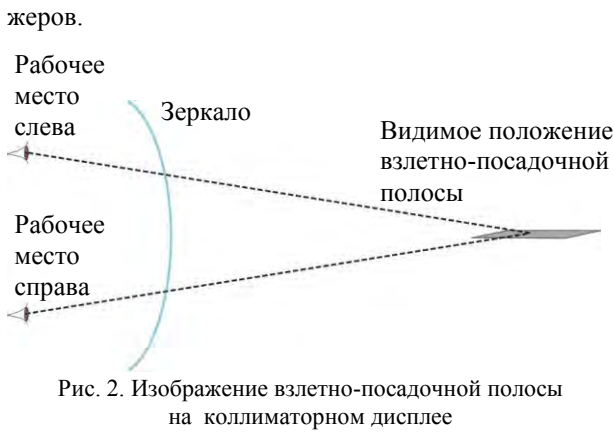 жеров.
Рабочее
место
слева
Зеркало
Видимое положение
взлетно-посадочной
полосы
Рабочее
место
справа
Рис. 2. Изображение взлетно-посадочной полосы
на коллиматорном дисплее